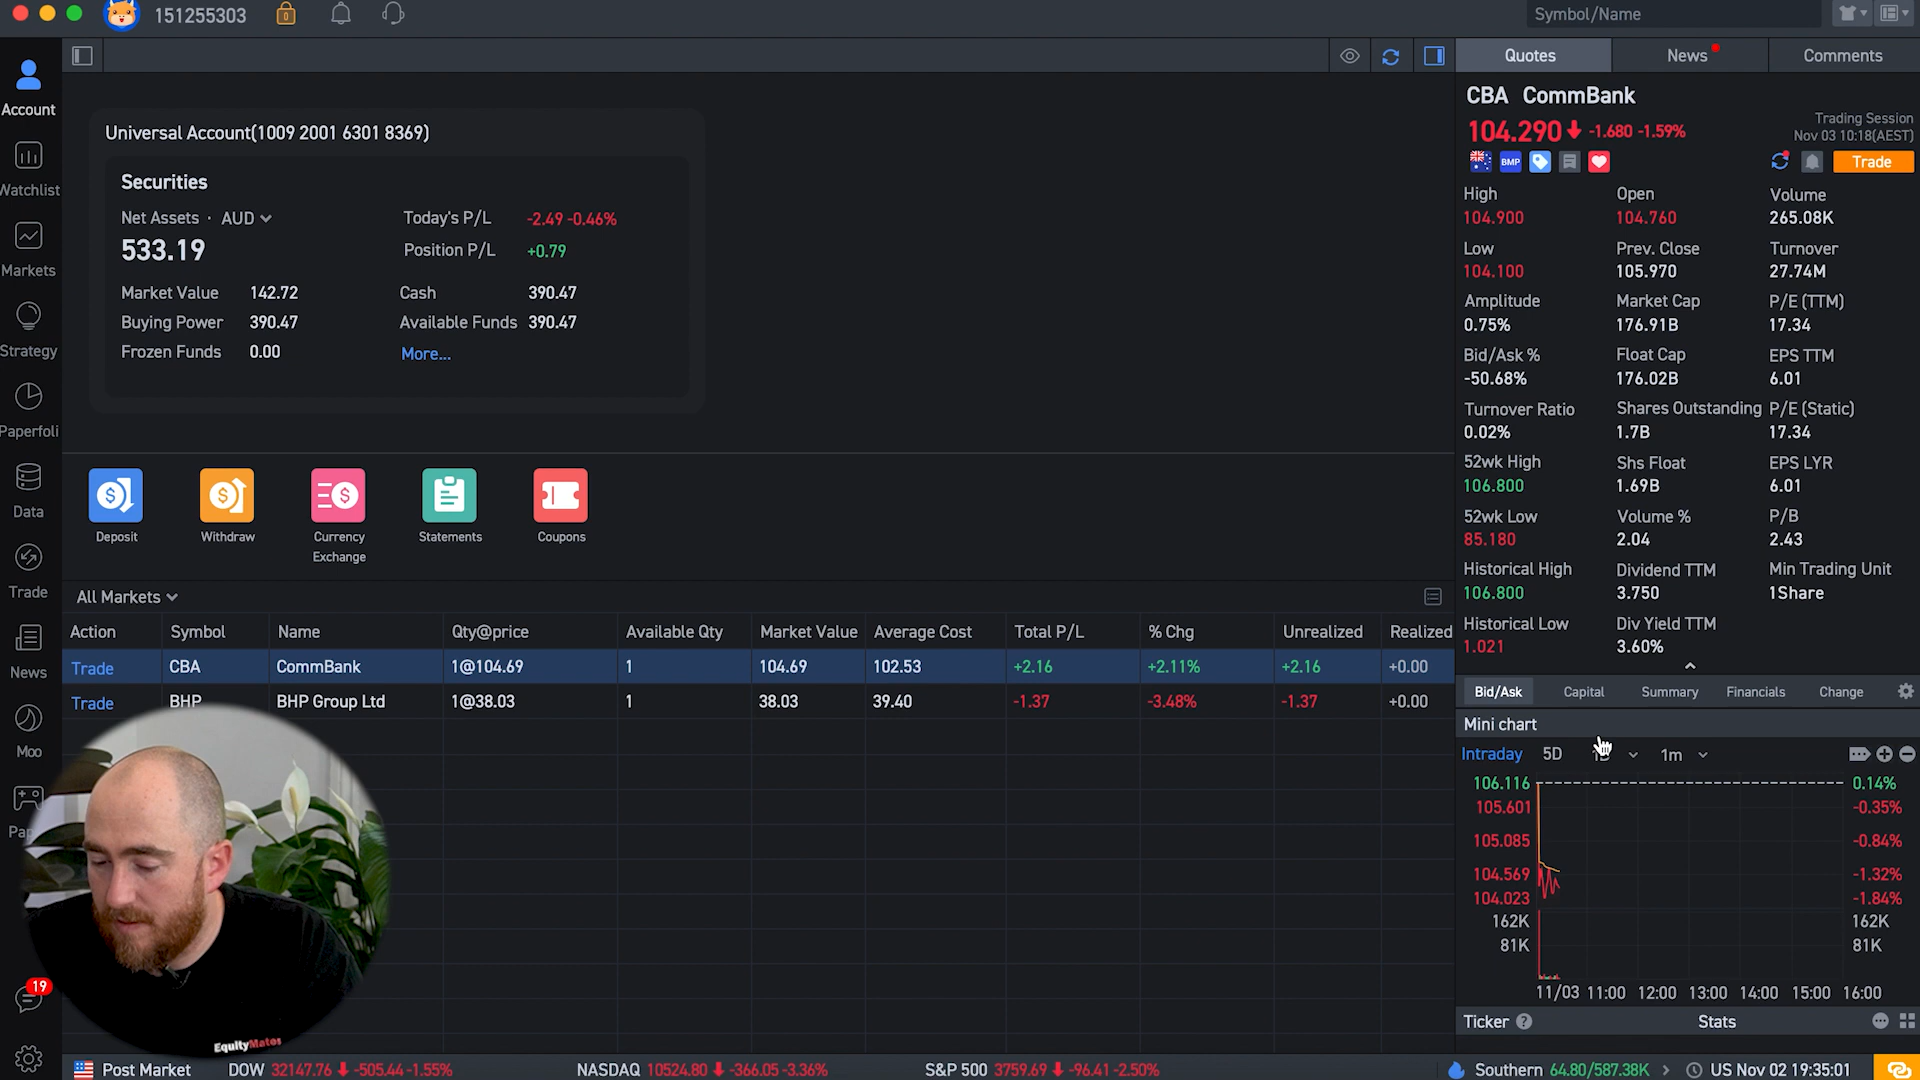 151255303
Symbol/Name
Account
Watchlist
Markets
Strategy
Paperfoli
Data
Trade
News
Moo
Pap
19
Universal Account(1009 2001 6301 8369)
Securities
Net Assets · AUD
533.19
Today's P/L -2.49 -0.46%
Position P/L +0.79
Market Value 142.72 Cash 390.47
Buying Power 390.47 Available Funds 390.47
Frozen Funds 0.00 More...
Deposit
Withdraw
Currency
Exchange
Statements
Coupons
All Markets
Action Symbol Name Qty@price Available Qty Market Value Average Cost Total P/L % Chg Unrealized Realized
Trade CBA CommBank 1@104.69 1 104.69 102.53 +2.16 +2.11% +2.16 +0.00
Trade BHP BHP Group Ltd 1@38.03 1 38.03 39.40 -1.37 -3.48% -1.37 +0.00
EquityMates
Quotes News Comments
CBA CommBank
104.290 -1.680 -1.59%
Trading Session
Nov 03 10:18(AEST)
BMP
Trade
High Open Volume
104.900 104.760 265.08K
Low Prev. Close Turnover
104.100 105.970 27.74M
Amplitude Market Cap P/E (TTM)
0.75% 176.91B 17.34
Bid/Ask % Float Cap EPS TTM
-50.68% 176.02B 6.01
Turnover Ratio Shares Outstanding P/E (Static)
0.02% 1.7B 17.34
52wk High Shs Float EPS LYR
106.800 1.69B 6.01
52wk Low Volume % P/B
85.180 2.04 2.43
Historical High Dividend TTM Min Trading Unit
106.800 3.750 1Share
Historical Low Div Yield TTM
1.021 3.60%
Bid/Ask Capital Summary Financials Change
Mini chart
Intraday 5D 1m
106.116 0.14%
105.601 -0.35%
105.085 -0.84%
104.569 -1.32%
104.023 -1.84%
162K 162K
81K 81K
11/03 11:00 12:00 13:00 14:00 15:00 16:00
Ticker ? Stats
Post Market DOW 32147.76 -505.44 -1.55% NASDAQ 10524.80 -366.05 -3.36% S&P 500 3759.69 -96.41 -2.50% Southern 64.80/587.38K US Nov 02 19:35:01